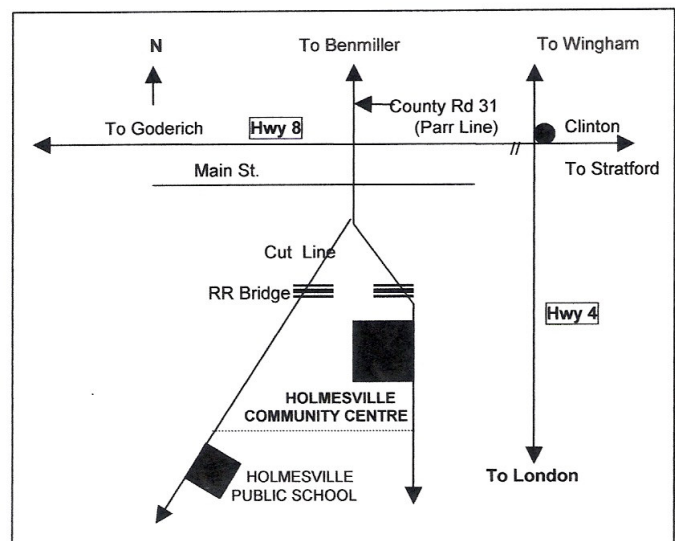 N
To Benmiller
To Wingham
County Rd 31
(Parr Line)
To Goderich
Hwy 8
Clinton
//
To Stratford
Main St.
Cut Line
RR Bridge
Hwy 4
HOLMESVILLE
COMMUNITY CENTRE
HOLMESVILLE
PUBLIC SCHOOL
To London